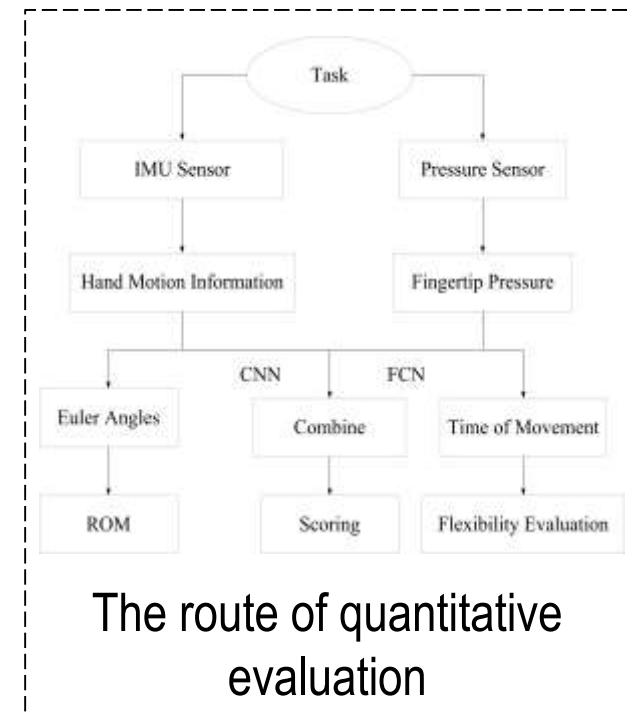 Task
IMU Sensor
Pressure Sensor
Hand Motion Information
Fingertip Pressure
CNN
FCN
Euler Angles
Combine
Time of Movement
ROM
Scoring
Flexibility Evaluation
The route of quantitative
evaluation